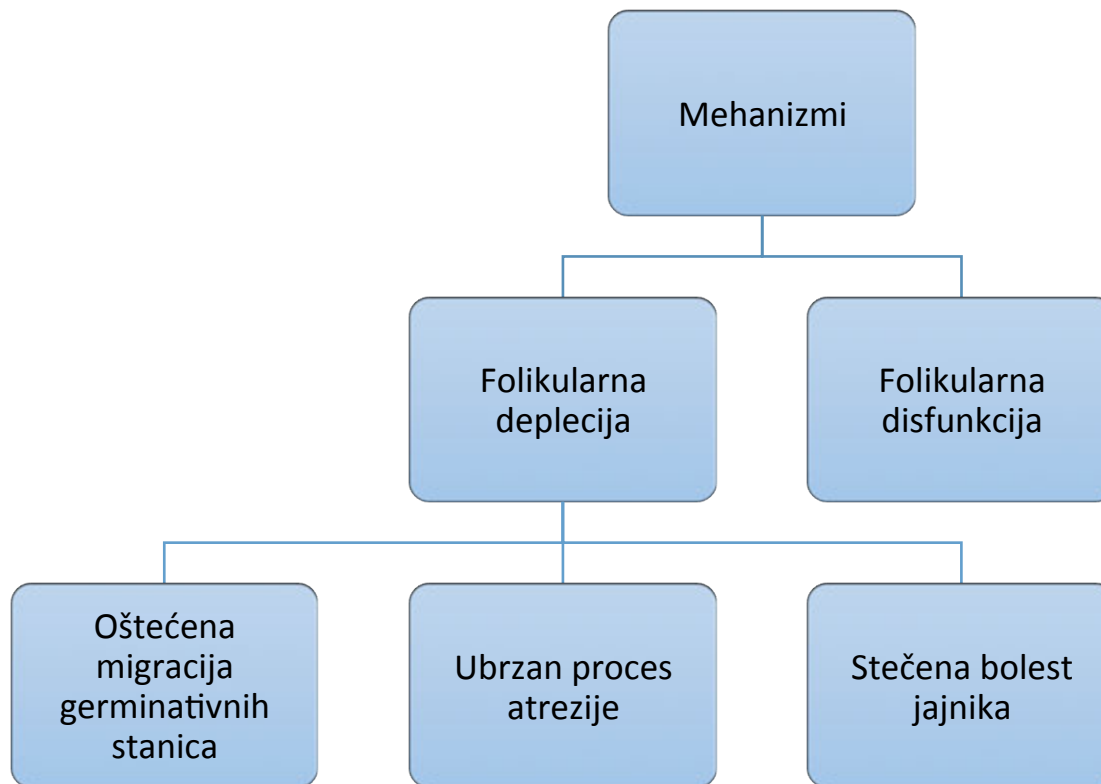 Mehanizmi
Folikularna
deplecija
Folikularna
disfunkcija
Oštećena
migracija
germinativnih
stanica
Ubrzan proces
atrezije
Stečena bolest
jajnika